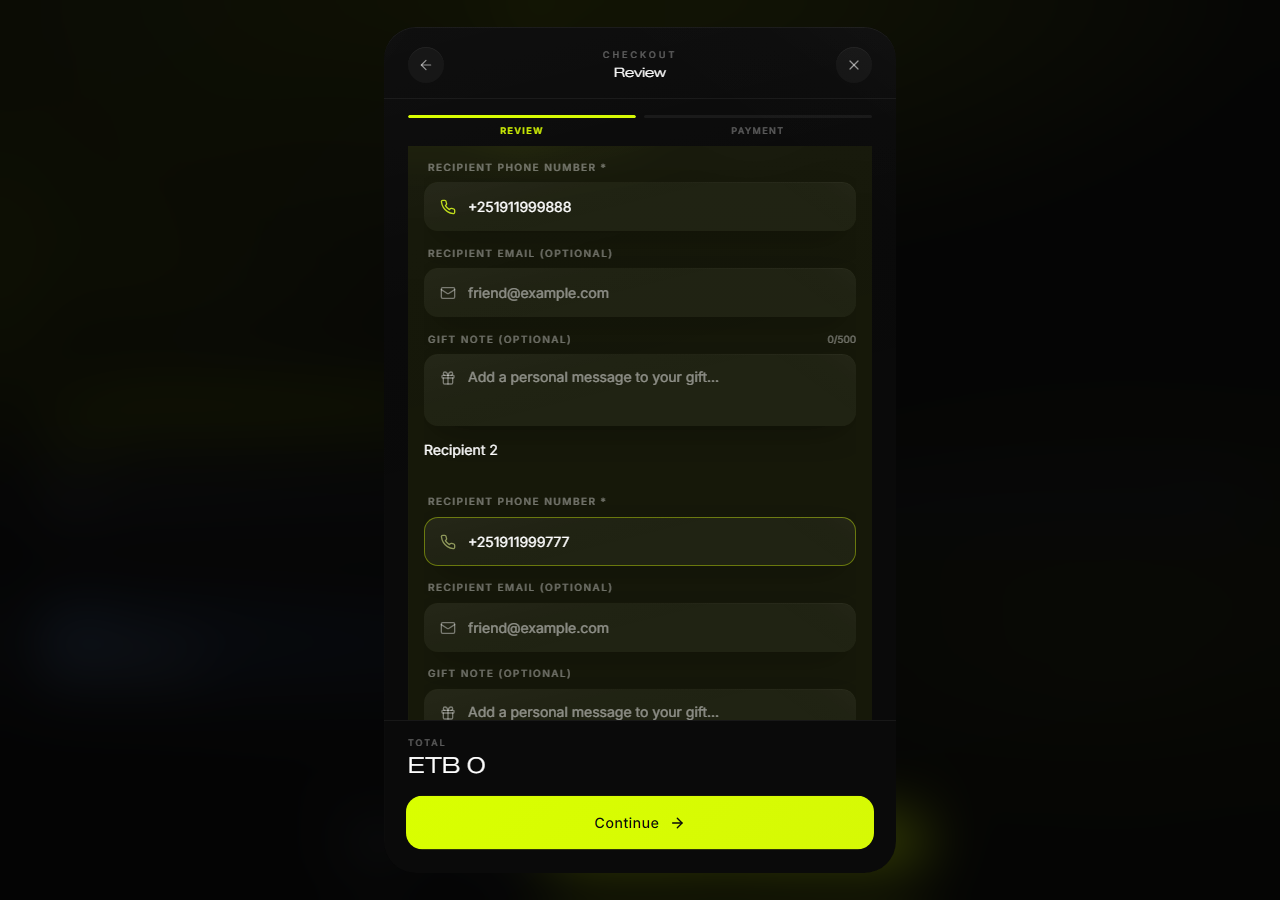 CHECKOUT
Review
REVIEW
PAYMENT
RECIPIENT PHONE NUMBER *
+251911999888
RECIPIENT EMAIL (OPTIONAL)
friend@example.com
GIFT NOTE (OPTIONAL) 0/500
Add a personal message to your gift...
Recipient 2
RECIPIENT PHONE NUMBER *
+251911999777
RECIPIENT EMAIL (OPTIONAL)
friend@example.com
GIFT NOTE (OPTIONAL)
Add a personal message to your gift...
TOTAL
ETB 0
Continue